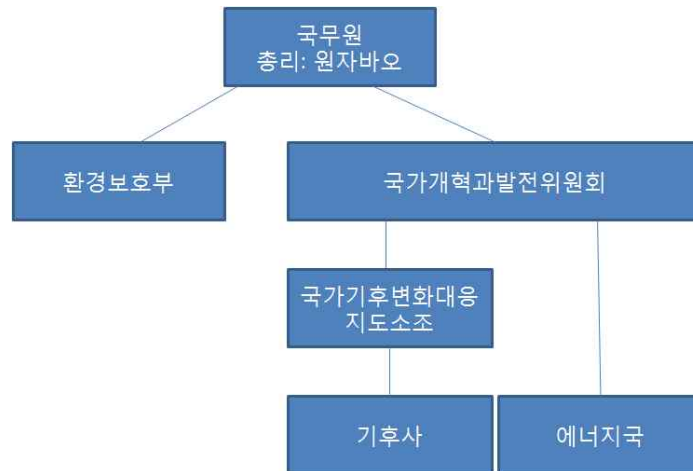 국무원
총리: 원자바오
환경보호부
국가개혁과발전위원회
국가기후변화대응
지도소조
기후사
에너지국